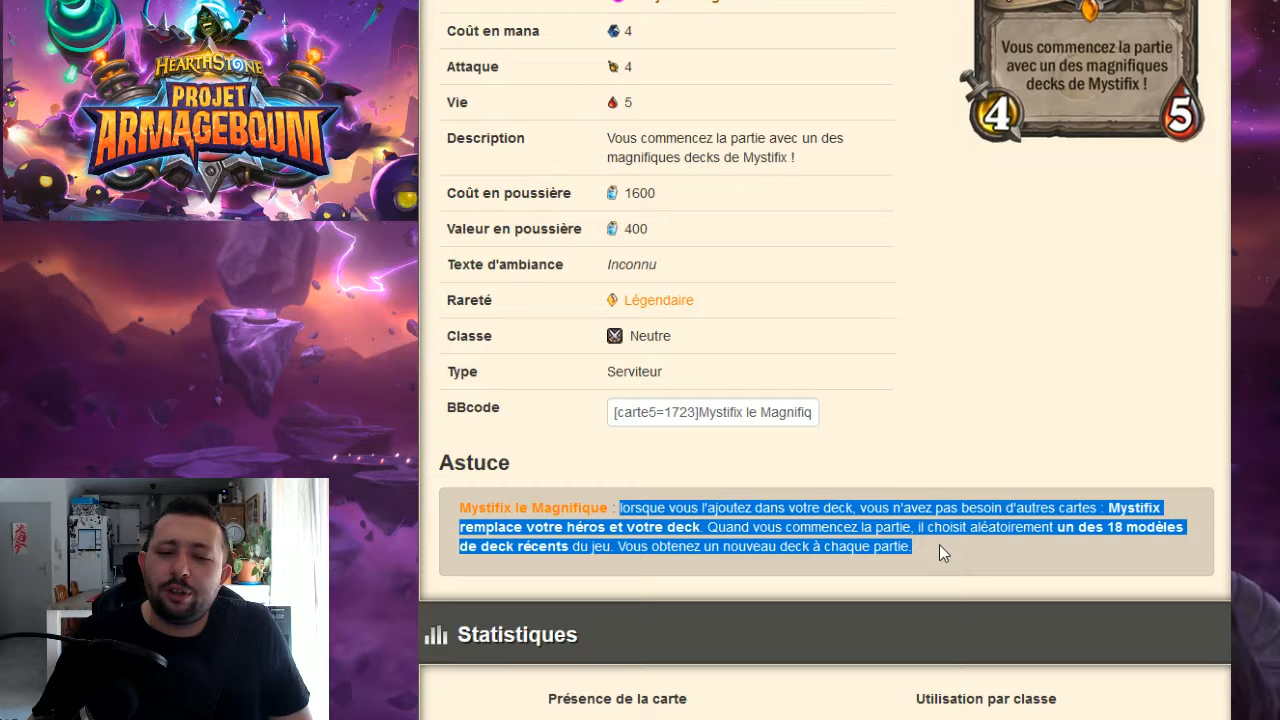 HEARTHSTONE
PROJET
ARMAGEBOUM
Coût en mana 4
Attaque 4
Vie 5
Description Vous commencez la partie avec un des
magnifiques decks de Mystifix !
Coût en poussière 1600
Valeur en poussière 400
Texte d'ambiance Inconnu
Rareté Légendaire
Classe Neutre
Type Serviteur
BBcode [carte5=1723]Mystifix le Magnifiq
Vous commencez la partie
avec un des magnifiques
decks de Mystifix !
4 5
Astuce
Mystifix le Magnifique : lorsque vous l'ajoutez dans votre deck, vous n'avez pas besoin d'autres cartes : Mystifix
remplace votre héros et votre deck. Quand vous commencez la partie, il choisit aléatoirement un des 18 modèles
de deck récents du jeu. Vous obtenez un nouveau deck à chaque partie.
Statistiques
Présence de la carte Utilisation par classe